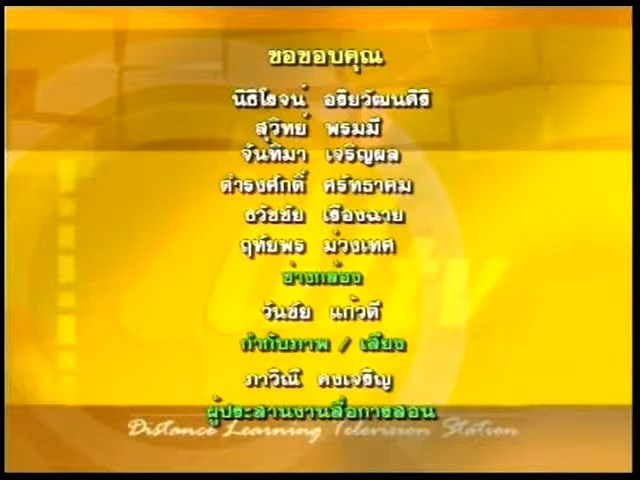 ขอขอบคุณ
นิธิโรจน์ อริยวัฒนคิริ
สุวิทย์ พรมมี
จันทิมา เจริญผล
ดำรงศักดิ์ ศรัทธาคม
ธวัชชัย เรืองฉาย
ฤทัยพร ม่วงเทศ
ช่างกล้อง
วันชัย แก้วดี
กำกับภาพ / เสียง
ภาวิณี คงเจริญ
ผู้ประสานงานสื่อการสอน
Distance Learning Television Station
tv